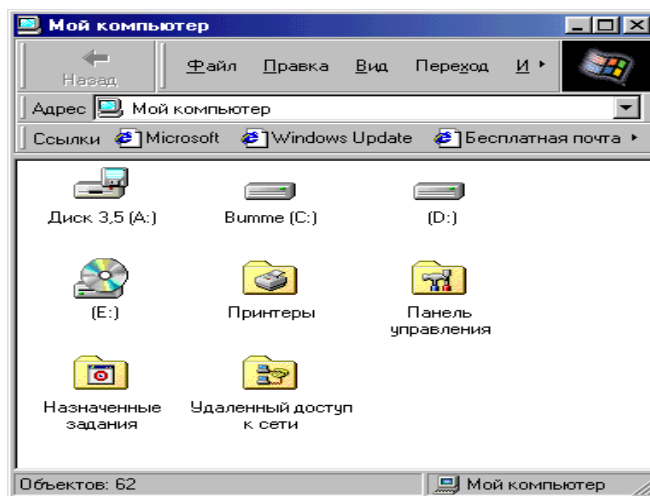 Мой компьютер
Назад Файл Правка Вид Переход И
Адрес Мой компьютер
Ссылки Microsoft Windows Update Бесплатная почта
Диск 3,5 (A:) Bumme (C:) (D:)
(E:) Принтеры Панель
управления
Назначенные Удаленный доступ
задания к сети
Объектов: 62 Мой компьютер